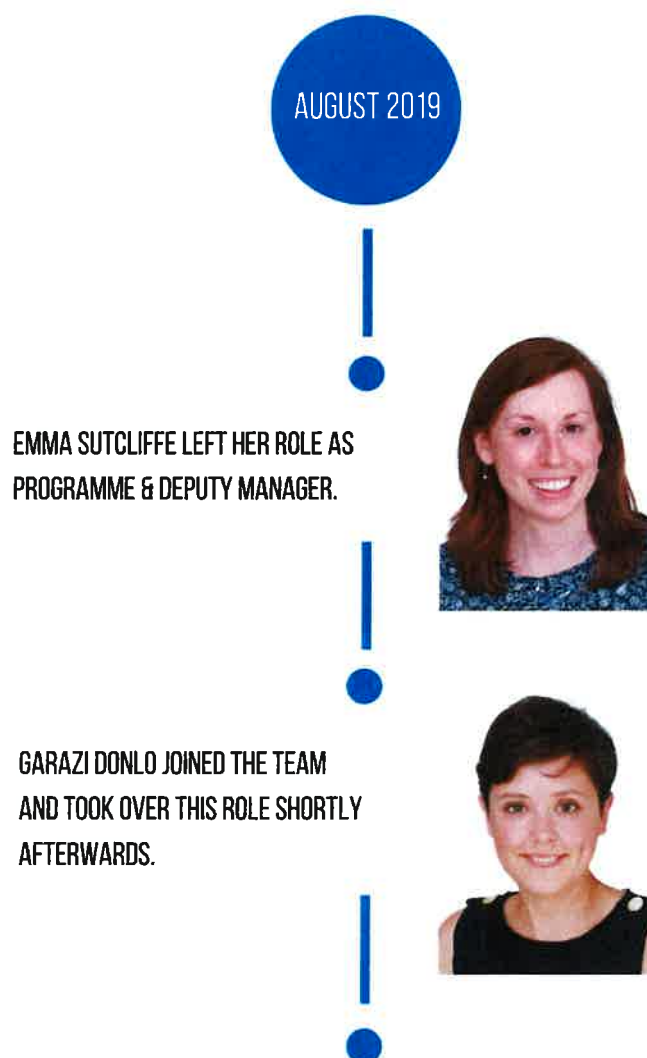 AUGUST 2019
EMMA SUTCLIFFE LEFT HER ROLE AS
PROGRAMME & DEPUTY MANAGER.
GARAZI DONLO JOINED THE TEAM
AND TOOK OVER THIS ROLE SHORTLY
AFTERWARDS.